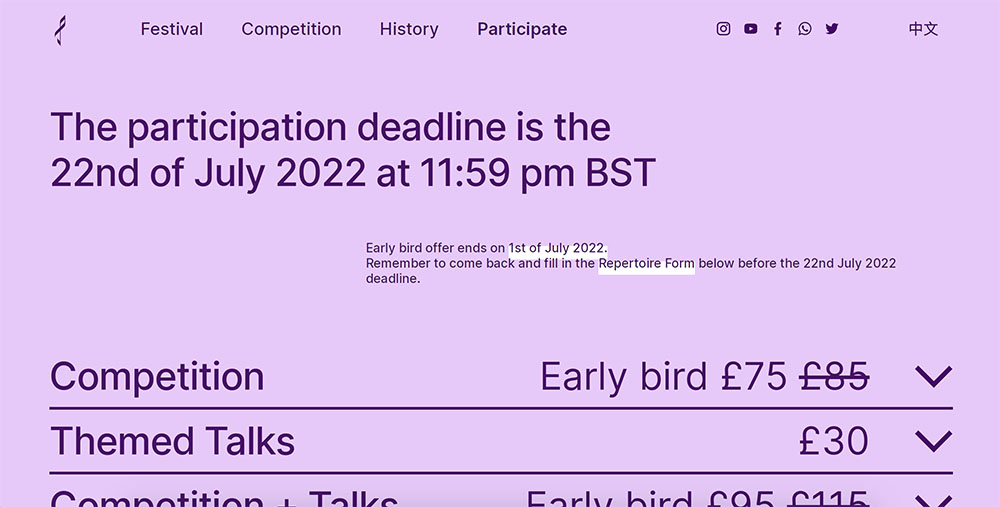 Festival Competition History Participate 中文
The participation deadline is the
22nd of July 2022 at 11:59 pm BST
Early bird offer ends on 1st of July 2022.
Remember to come back and fill in the Repertoire Form below before the 22nd July 2022
deadline.
Competition Early bird £75 £85
Themed Talks £30
Competition + Talks Early bird £95 £115